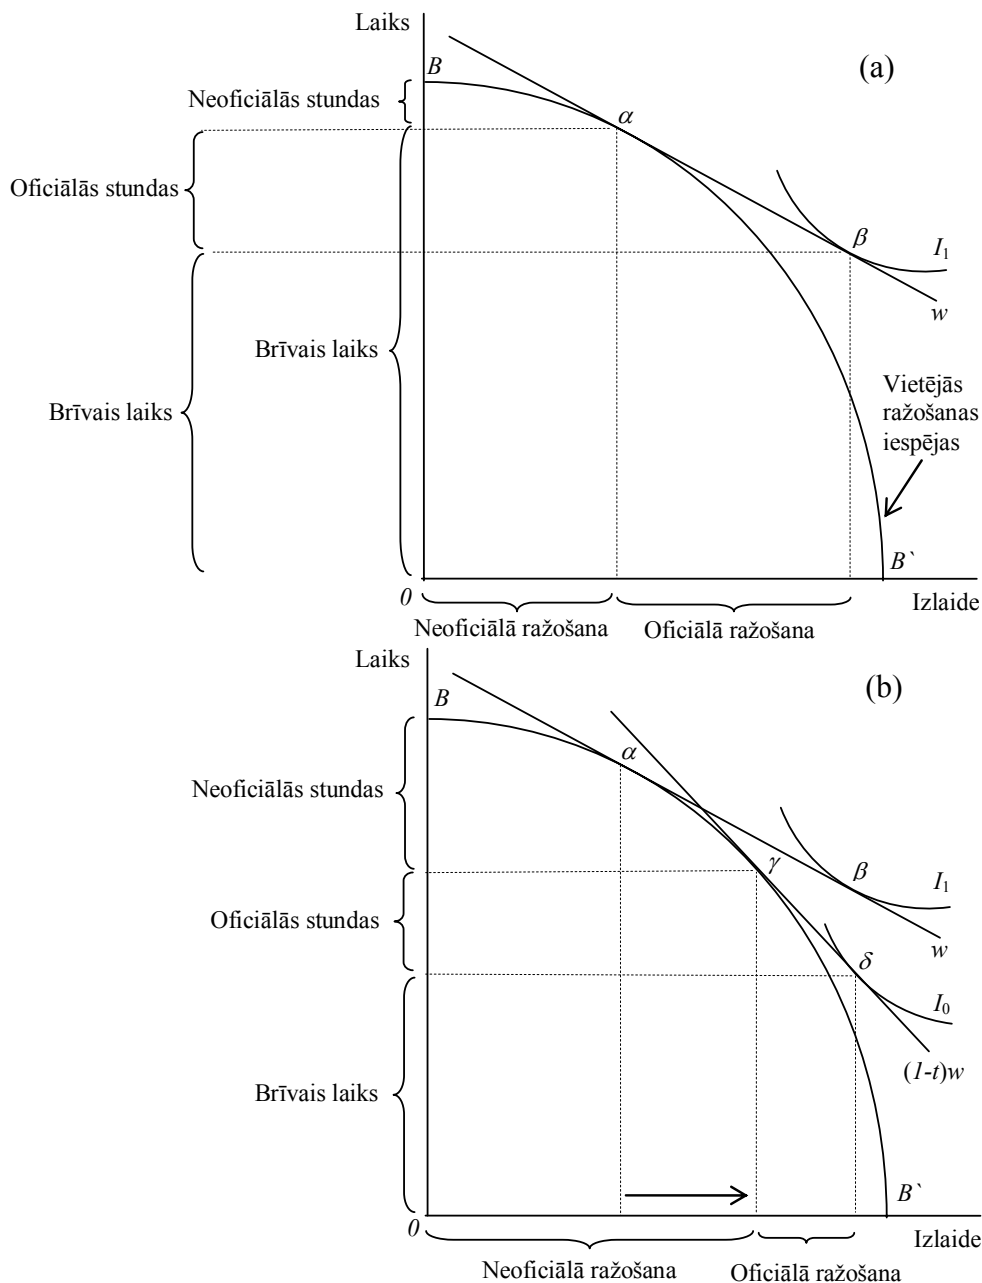 Laiks
(a)
B
Neoficiālās stundas
α
Oficiālās stundas
β
I1
w
Brīvais laiks
Vietējās
ražošanas
iespējas
Brīvais laiks
B`
0
Izlaide
Neoficiālā ražošana
Oficiālā ražošana
Laiks
(b)
B
α
Neoficiālās stundas
γ
β
I1
Oficiālās stundas
w
δ
I0
(1-t)w
Brīvais laiks
B`
0
Izlaide
Neoficiālā ražošana
Oficiālā ražošana